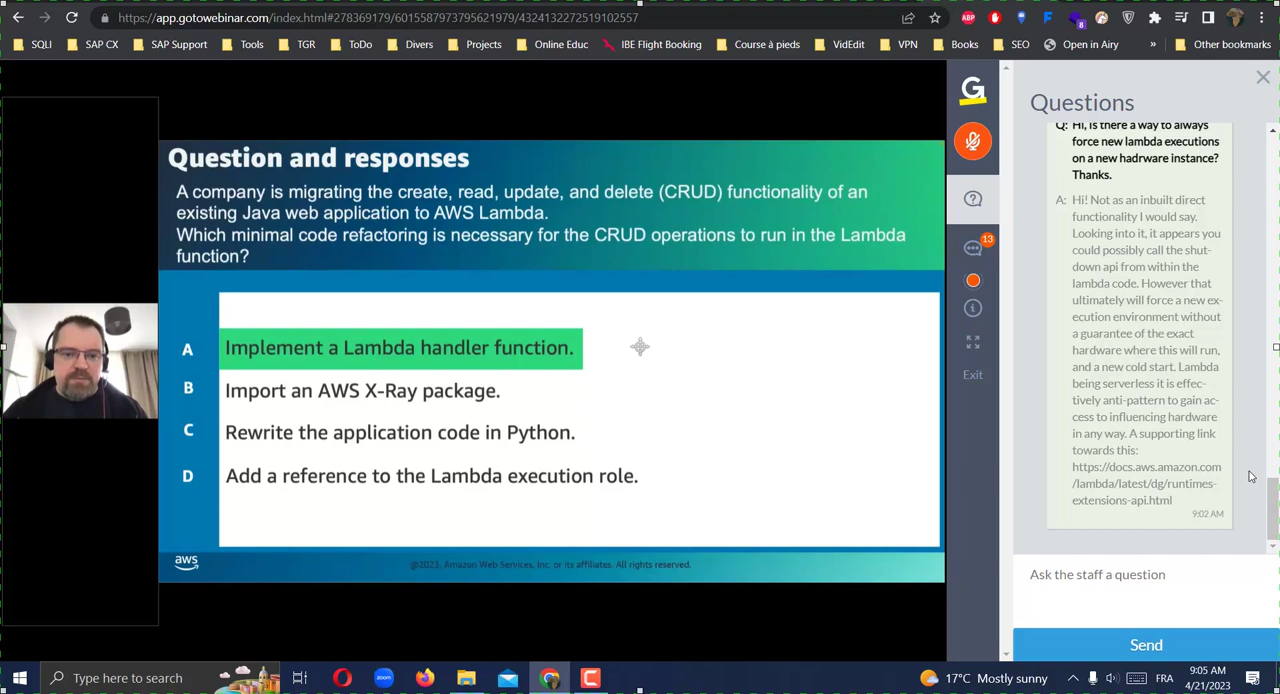 https://app.gotowebinar.com/index.html#278369179/6015587973795621979/4324132272519102557
ABP
F
8
SQLI
SAP CX
SAP Support
Tools
TGR
ToDo
Divers
Projects
Online Educ
IBE Flight Booking
Course à pieds
VidEdit
VPN
Books
SEO
Open in Airy
»
Other bookmarks
Question and responses
A company is migrating the create, read, update, and delete (CRUD) functionality of an
existing Java web application to AWS Lambda.
Which minimal code refactoring is necessary for the CRUD operations to run in the Lambda
function?
A Implement a Lambda handler function.
B Import an AWS X-Ray package.
C Rewrite the application code in Python.
D Add a reference to the Lambda execution role.
aws
@2023, Amazon Web Services, Inc. or its affiliates. All rights reserved.
G
13
Exit
Questions
Q: Hi, is there a way to always
force new lambda executions
on a new hadrware instance?
Thanks.
A: Hi! Not as an inbuilt direct
functionality I would say.
Looking into it, it appears you
could possibly call the shut-
down api from within the
lambda code. However that
ultimately will force a new ex-
ecution environment without
a guarantee of the exact
hardware where this will run,
and a new cold start. Lambda
being serverless it is effec-
tively anti-pattern to gain ac-
cess to influencing hardware
in any way. A supporting link
towards this:
https://docs.aws.amazon.com
/lambda/latest/dg/runtimes-
extensions-api.html
9:02 AM
Ask the staff a question
Send
Type here to search
zoom
17°C Mostly sunny
FRA
9:05 AM
4/21/2023